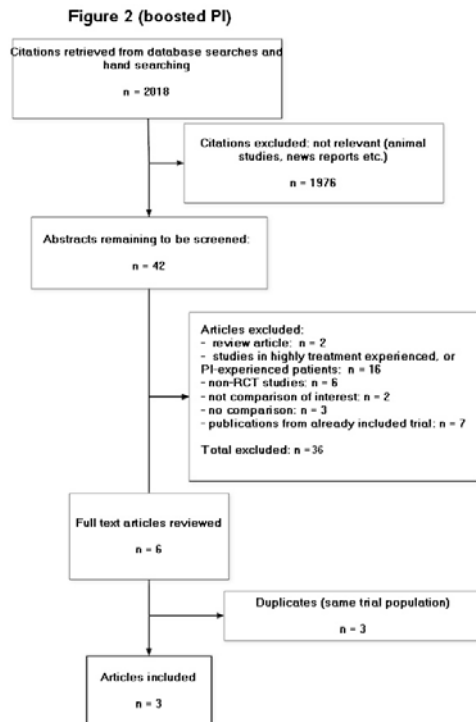 Figure 2 (boosted PI)
Citations retrieved from database searches and
hand searching
n = 2018
Citations excluded: not relevant (animal
studies, news reports etc.)
n = 1976
Abstracts remaining to be screened:
n = 42
Articles excluded:
- review article: n = 2
- studies in highly treatment experienced, or
PI-experienced patients: n = 16
-non-RCT studies: n = 6
-not comparison of interest: n = 2
- no comparison: n = 3
-publications from already included trial: n = 7
Total excluded: n = 36
Full text articles reviewed
n = 6
Duplicates (same trial population)
n = 3
Articles included
n = 3